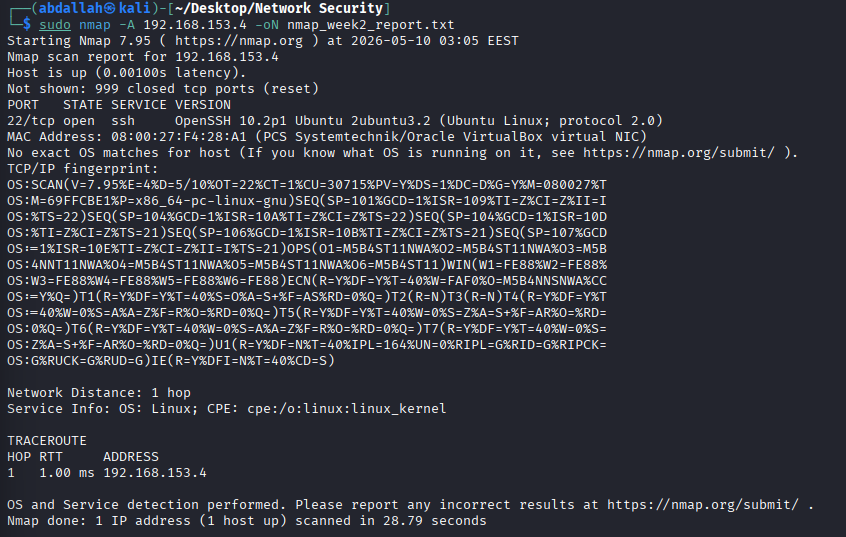 ┌──(abdallah㉿kali)-[~/Desktop/Network Security]
└─$ sudo nmap -A 192.168.153.4 -oN nmap_week2_report.txt
Starting Nmap 7.95 ( https://nmap.org ) at 2026-05-10 03:05 EEST
Nmap scan report for 192.168.153.4
Host is up (0.00100s latency).
Not shown: 999 closed tcp ports (reset)
PORT   STATE SERVICE VERSION
22/tcp open  ssh     OpenSSH 10.2p1 Ubuntu 2ubuntu3.2 (Ubuntu Linux; protocol 2.0)
MAC Address: 08:00:27:F4:28:A1 (PCS Systemtechnik/Oracle VirtualBox virtual NIC)
No exact OS matches for host (If you know what OS is running on it, see https://nmap.org/submit/ ).
TCP/IP fingerprint:
OS:SCAN(V=7.95%E=4%D=5/10%OT=22%CT=1%CU=30715%PV=Y%DS=1%DC=D%G=Y%M=080027%T
OS:M=69FFCBE1%P=x86_64-pc-linux-gnu)SEQ(SP=101%GCD=1%ISR=109%TI=Z%CI=Z%II=I
OS:%TS=22)SEQ(SP=104%GCD=1%ISR=10A%TI=Z%CI=Z%TS=22)SEQ(SP=104%GCD=1%ISR=10D
OS:%TI=Z%CI=Z%TS=21)SEQ(SP=106%GCD=1%ISR=10B%TI=Z%CI=Z%TS=21)SEQ(SP=107%GCD
OS:=1%ISR=10E%TI=Z%CI=Z%II=I%TS=21)OPS(O1=M5B4ST11NWA%O2=M5B4ST11NWA%O3=M5B
OS:4NNT11NWA%O4=M5B4ST11NWA%O5=M5B4ST11NWA%O6=M5B4ST11)WIN(W1=FE88%W2=FE88%
OS:W3=FE88%W4=FE88%W5=FE88%W6=FE88)ECN(R=Y%DF=Y%T=40%W=FAF0%O=M5B4NNSNWA%CC
OS:=Y%Q=)T1(R=Y%DF=Y%T=40%S=O%A=S+%F=AS%RD=0%Q=)T2(R=N)T3(R=N)T4(R=Y%DF=Y%T
OS:=40%W=0%S=A%A=Z%F=R%O=%RD=0%Q=)T5(R=Y%DF=Y%T=40%W=0%S=Z%A=S+%F=AR%O=%RD=
OS:0%Q=)T6(R=Y%DF=Y%T=40%W=0%S=A%A=Z%F=R%O=%RD=0%Q=)T7(R=Y%DF=Y%T=40%W=0%S=
OS:Z%A=S+%F=AR%O=%RD=0%Q=)U1(R=Y%DF=N%T=40%IPL=164%UN=0%RIPL=G%RID=G%RIPCK=
OS:G%RUCK=G%RUD=G)IE(R=Y%DFI=N%T=40%CD=S)
Network Distance: 1 hop
Service Info: OS: Linux; CPE: cpe:/o:linux:linux_kernel
TRACEROUTE
HOP RTT     ADDRESS
1   1.00 ms 192.168.153.4
OS and Service detection performed. Please report any incorrect results at https://nmap.org/submit/ .
Nmap done: 1 IP address (1 host up) scanned in 28.79 seconds